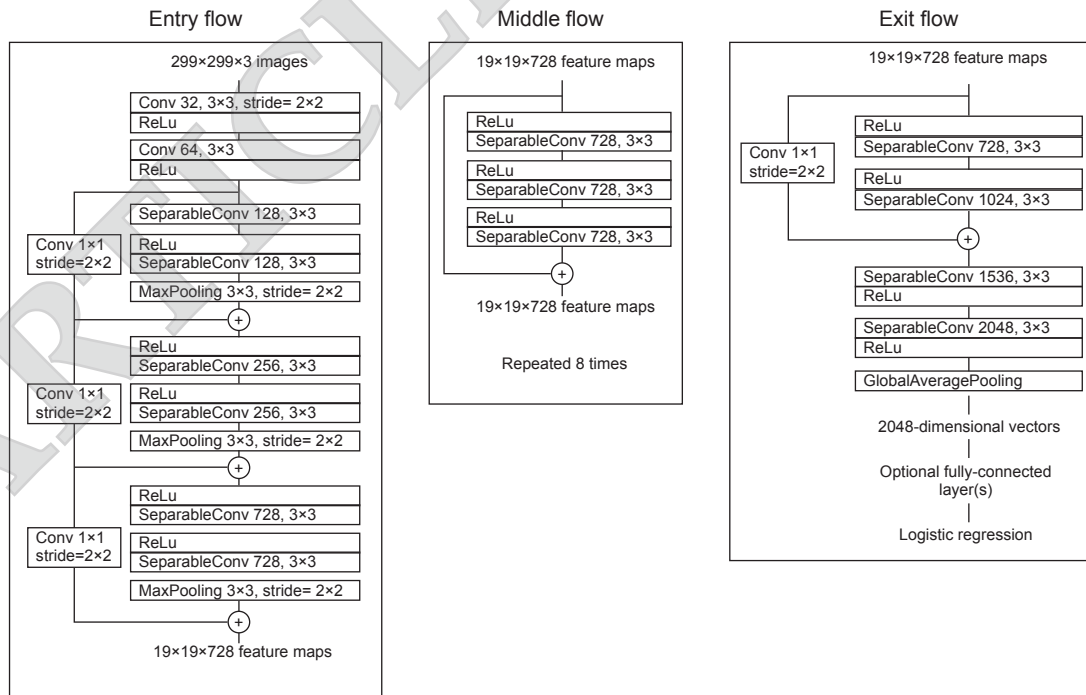 Entry flow
299×299×3 images
Conv 32, 3×3, stride= 2×2
ReLu
Conv 64, 3×3
ReLu
SeparableConv 128, 3×3
Conv 1×1
stride=2×2
ReLu
SeparableConv 128, 3×3
MaxPooling 3×3, stride= 2×2
+
ReLu
SeparableConv 256, 3×3
Conv 1×1
stride=2×2
ReLu
SeparableConv 256, 3×3
MaxPooling 3×3, stride= 2×2
+
ReLu
SeparableConv 728, 3×3
Conv 1×1
stride=2×2
ReLu
SeparableConv 728, 3×3
MaxPooling 3×3, stride= 2×2
+
19×19×728 feature maps
Middle flow
19×19×728 feature maps
ReLu
SeparableConv 728, 3×3
ReLu
SeparableConv 728, 3×3
ReLu
SeparableConv 728, 3×3
+
19×19×728 feature maps
Repeated 8 times
Exit flow
19×19×728 feature maps
ReLu
SeparableConv 728, 3×3
Conv 1×1
stride=2×2
ReLu
SeparableConv 1024, 3×3
+
SeparableConv 1536, 3×3
ReLu
SeparableConv 2048, 3×3
ReLu
GlobalAveragePooling
2048-dimensional vectors
Optional fully-connected
layer(s)
Logistic regression
ARTICL